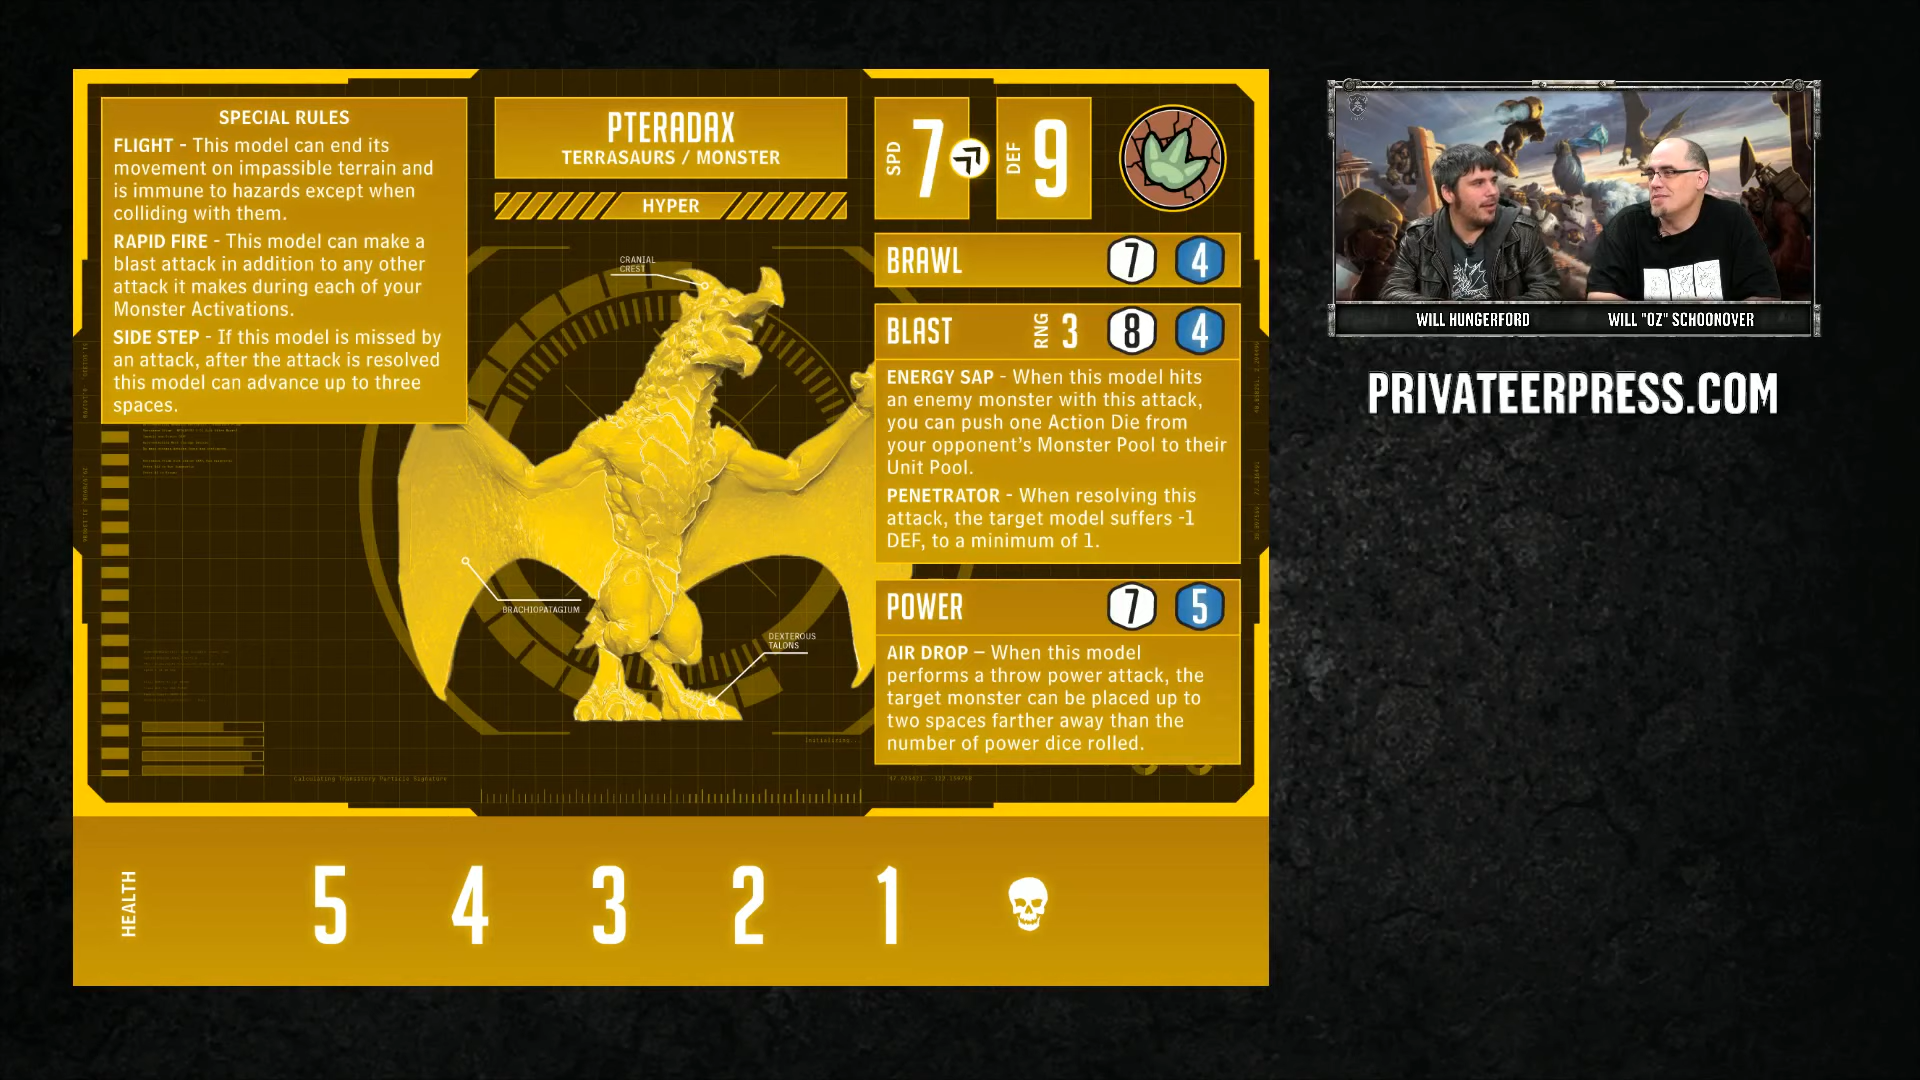 SPECIAL RULES
FLIGHT - This model can end its
movement on impassible terrain and
is immune to hazards except when
colliding with them.
RAPID FIRE - This model can make a
blast attack in addition to any other
attack it makes during each of your
Monster Activations.
SIDE STEP - If this model is missed by
an attack, after the attack is resolved
this model can advance up to three
spaces.
PTERADAX
TERRASAURS / MONSTER
HYPER
SPD 7
DEF 9
CRANIAL
CREST
BRACHIOPATAGIUM
DEXTEROUS
TALONS
BRAWL 7 4
BLAST RNG 3 8 4
ENERGY SAP - When this model hits
an enemy monster with this attack,
you can push one Action Die from
your opponent's Monster Pool to their
Unit Pool.
PENETRATOR - When resolving this
attack, the target model suffers -1
DEF, to a minimum of 1.
POWER 7 5
AIR DROP – When this model
performs a throw power attack, the
target monster can be placed up to
two spaces farther away than the
number of power dice rolled.
Initializing...
Calculating Transitory Particle Signature
HEALTH 5 4 3 2 1
WILL HUNGERFORD
WILL "OZ" SCHOONOVER
PRIVATEERPRESS.COM